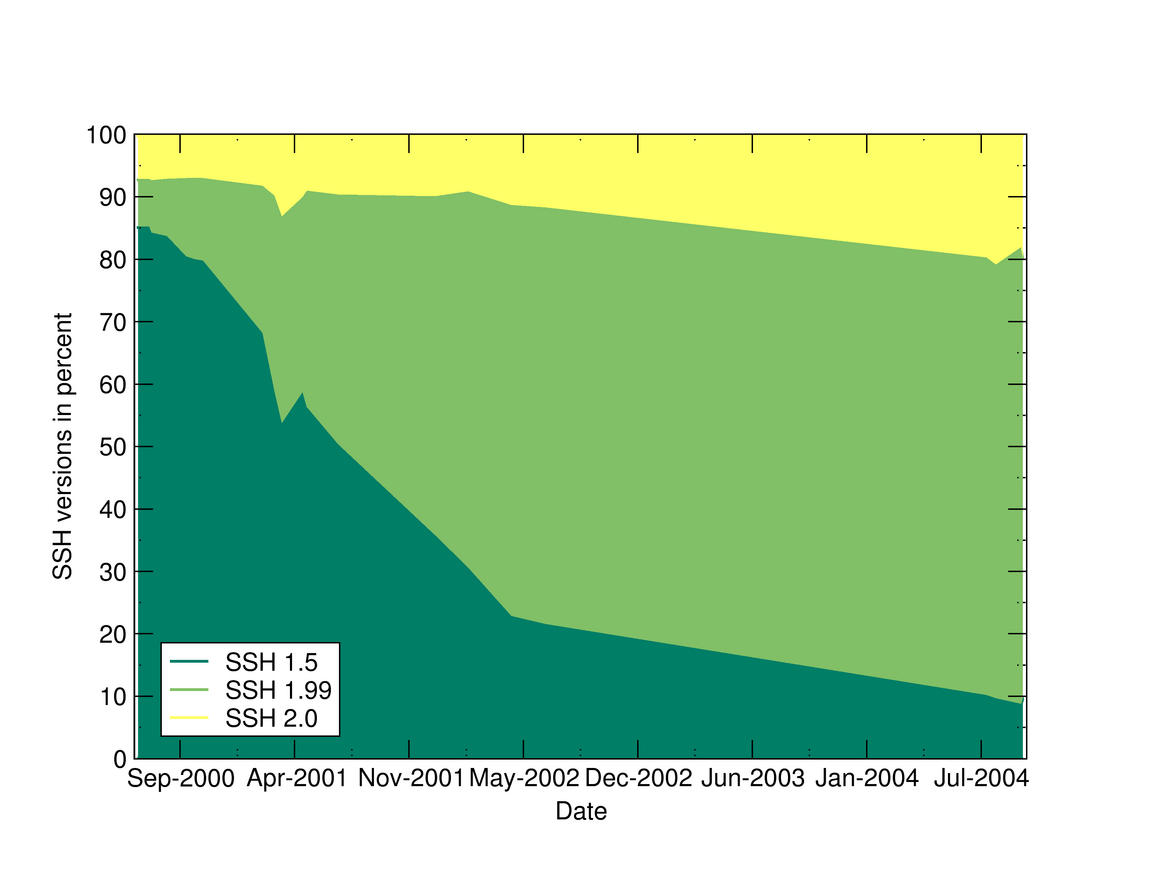 100
90
80
70
60
50
40
30
20
10
0
SSH versions in percent
SSH 1.5
SSH 1.99
SSH 2.0
Sep-2000 Apr-2001 Nov-2001 May-2002 Dec-2002 Jun-2003 Jan-2004 Jul-2004
Date